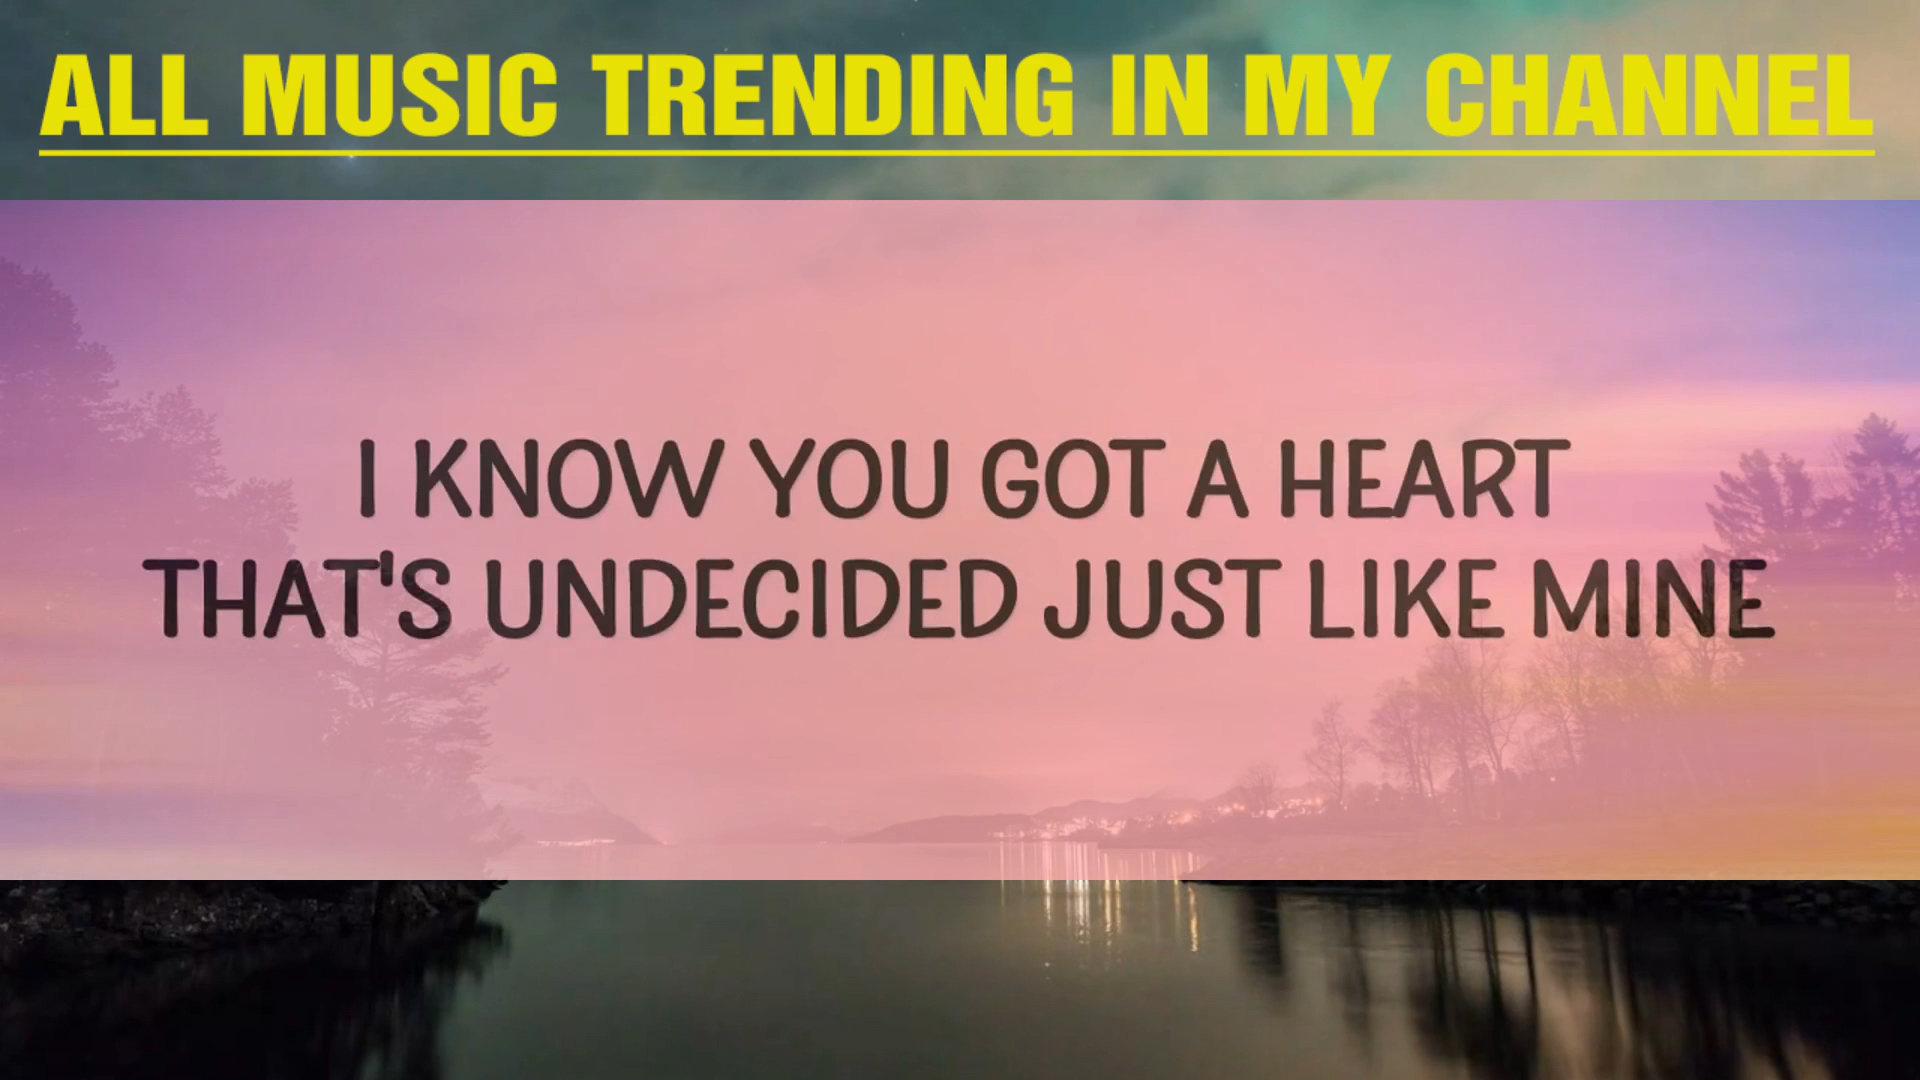 ALL MUSIC TRENDING IN MY CHANNEL
I KNOW YOU GOT A HEART
THAT'S UNDECIDED JUST LIKE MINE